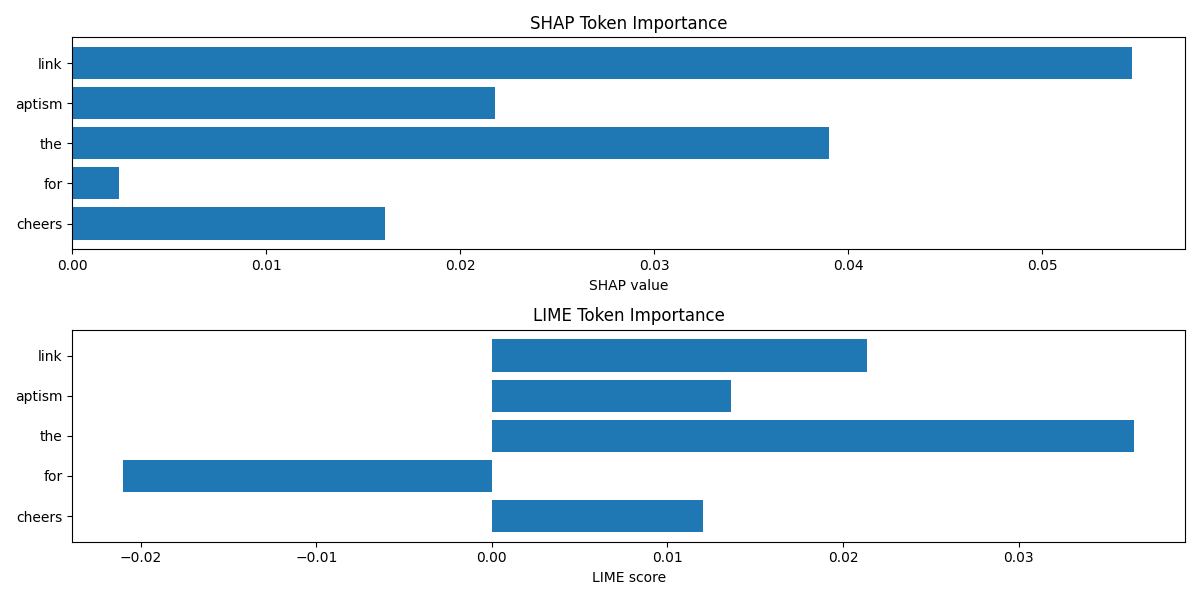 SHAP Token Importance
link
aptism
the
for
cheers
0.00 0.01 0.02 0.03 0.04 0.05
SHAP value
LIME Token Importance
link
aptism
the
for
cheers
−0.02 −0.01 0.00 0.01 0.02 0.03
LIME score